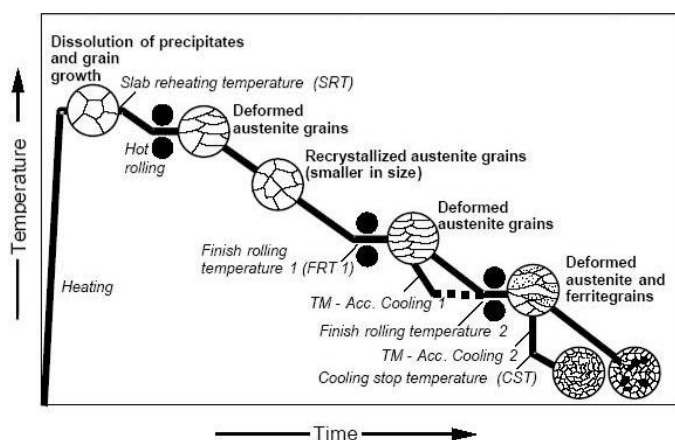 Dissolution of precipitates
and grain
growth
Slab reheating temperature (SRT)
Deformed
austenite grains
Hot
rolling
Recrystallized austenite grains
(smaller in size)
Deformed
austenite grains
Finish rolling
temperature 1 (FRT 1)
Deformed
austenite and
ferritegrains
Heating
TM - Acc. Cooling 1
Finish rolling temperature 2
TM - Acc. Cooling 2
Cooling stop temperature (CST)
Temperature
Time